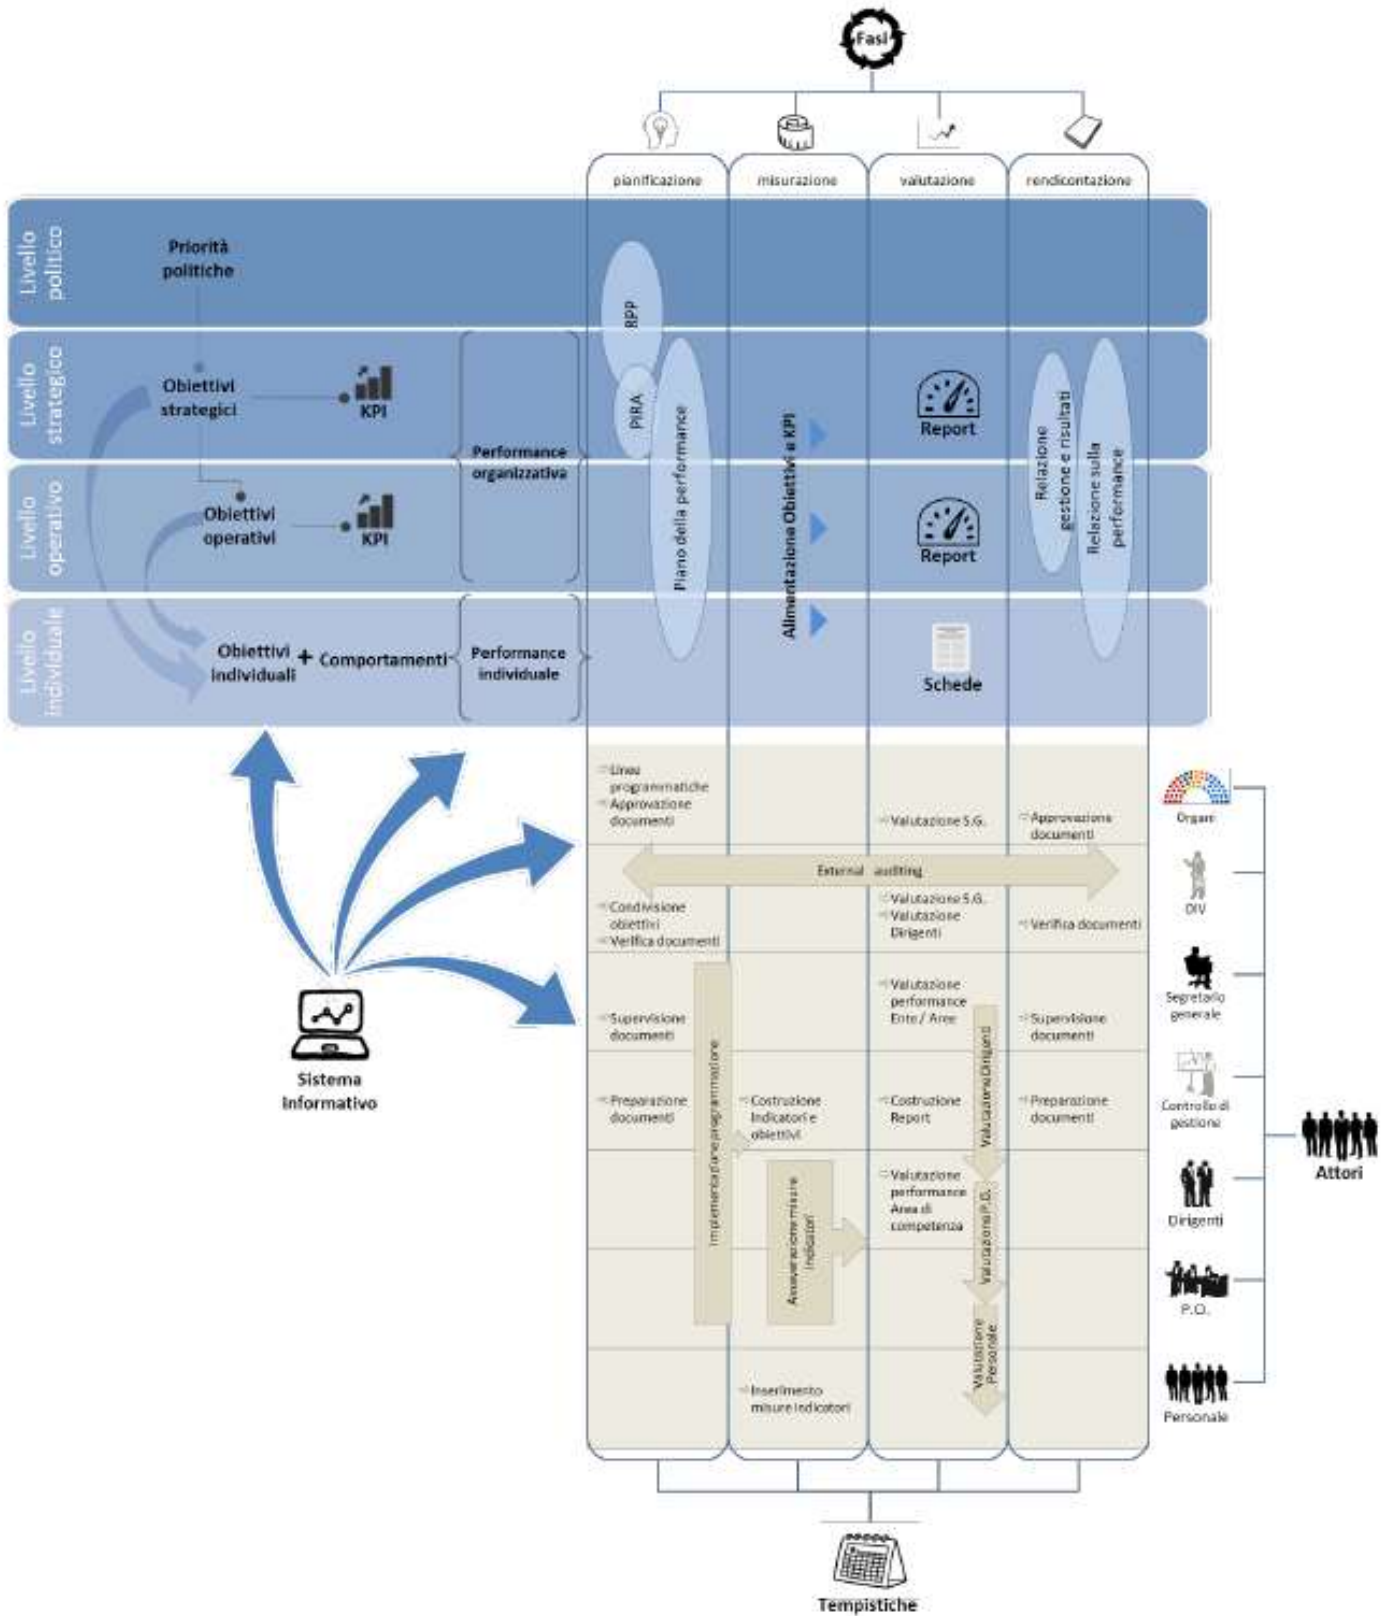 Fasi
pianificazione
misurazione
valutazione
rendicontazione
Livello
politico
Priorità
politiche
RPP
Livello
strategico
Obiettivi
strategici
KPI
PIRA
Report
Livello
operativo
Obiettivi
operativi
KPI
Performance
organizzativa
Piano della performance
Alimentazione Obiettivi e KPI
Report
Relazione
gestione e risultati
Relazione sulla
performance
Livello
individuale
Obiettivi
individuali
+
Comportamenti
Performance
individuale
Schede
Linee
programmatiche
Approvazione
documenti
Valutazione S.G.
Approvazione
documenti
Organi
External auditing
Condivisione
obiettivi
Verifica documenti
Valutazione S.G.
Valutazione
Dirigenti
Verifica documenti
OIV
Supervisione
documenti
Valutazione
performance
Ente / Aree
Supervisione
documenti
Segretario
generale
Preparazione
documenti
Costruzione
Indicatori e
obiettivi
Costruzione
Report
Preparazione
documenti
Controllo di
gestione
Implementazione programmazione
Asseverazione misure
indicatori
Valutazione
performance
Area di
competenza
Valutazione Dirigenti
Valutazione P.O.
Valutazione
Personale
Dirigenti
P.O.
Inserimento
misure indicatori
Personale
Attori
Sistema
informativo
Tempistiche